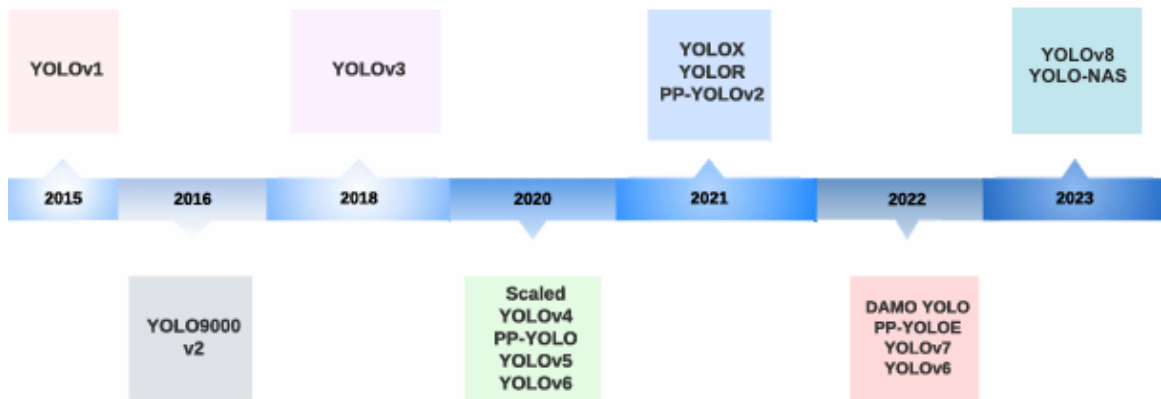 YOLOv1
YOLOv3
YOLOX
YOLOR
PP-YOLOv2
YOLOv8
YOLO-NAS
2015
2016
2018
2020
2021
2022
2023
YOLO9000
v2
Scaled
YOLOv4
PP-YOLO
YOLOv5
YOLOv6
DAMO YOLO
PP-YOLOE
YOLOv7
YOLOv6